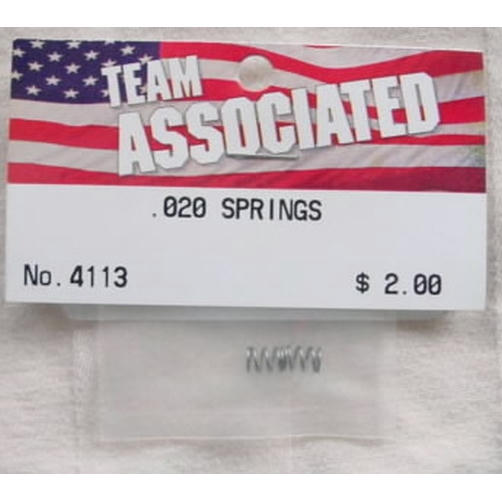 TEAM
ASSOCIATED
.020 SPRINGS
No. 4113
$ 2.00